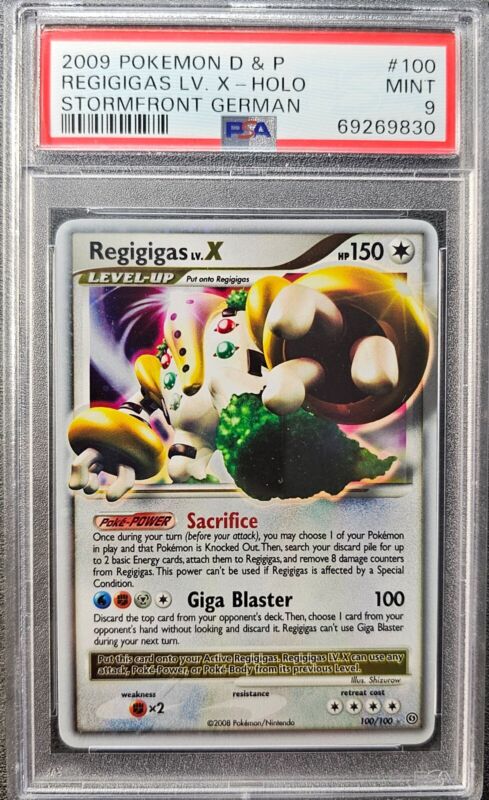 2009 POKEMON D & P #100
REGIGIGAS LV. X - HOLO MINT
STORMFRONT GERMAN 9
PSA 69269830
Regigigas LV.X HP 150
LEVEL-UP Put onto Regigigas
Poké-POWER Sacrifice
Once during your turn (before your attack), you may choose 1 of your Pokémon
in play and that Pokémon is Knocked Out. Then, search your discard pile for up
to 2 basic Energy cards, attach them to Regigigas, and remove 8 damage counters
from Regigigas. This power can't be used if Regigigas is affected by a Special
Condition.
Giga Blaster 100
Discard the top card from your opponent's deck. Then, choose 1 card from your
opponent's hand without looking and discard it. Regigigas can't use Giga Blaster
during your next turn.
Put this card onto your Active Regigigas. Regigigas LV.X can use any
attack, Poké-Power, or Poké-Body from its previous Level.
Illus. Shizurow
weakness resistance retreat cost
×2
©2008 Pokémon/Nintendo 100/100